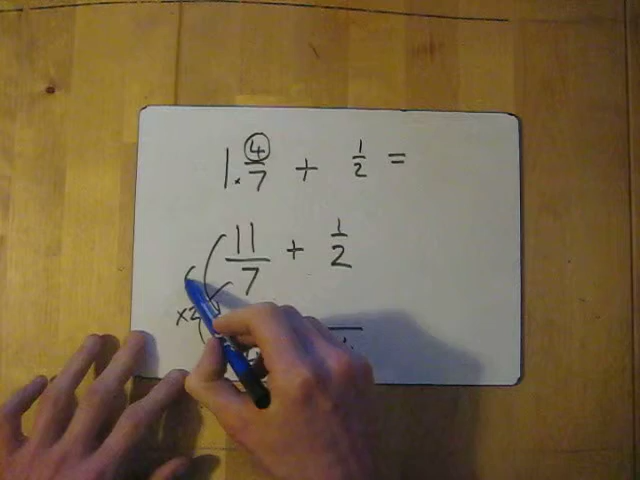 1 4/7 + 1/2 =
11/7 + 1/2
x2